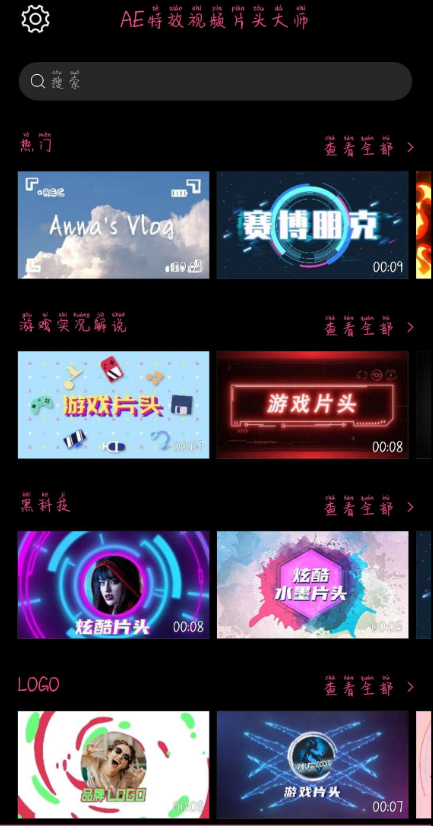 AE特效视频片头大师
搜索
热门
查看全部
REC
Anna's Vlog
赛博朋克
00:09
游戏实况解说
查看全部
游戏片头
游戏片头
00:08
黑科技
查看全部
炫酷片头
00:08
炫酷
水墨片头
LOGO
查看全部
品牌LOGO
00:08
游戏片头
00:07